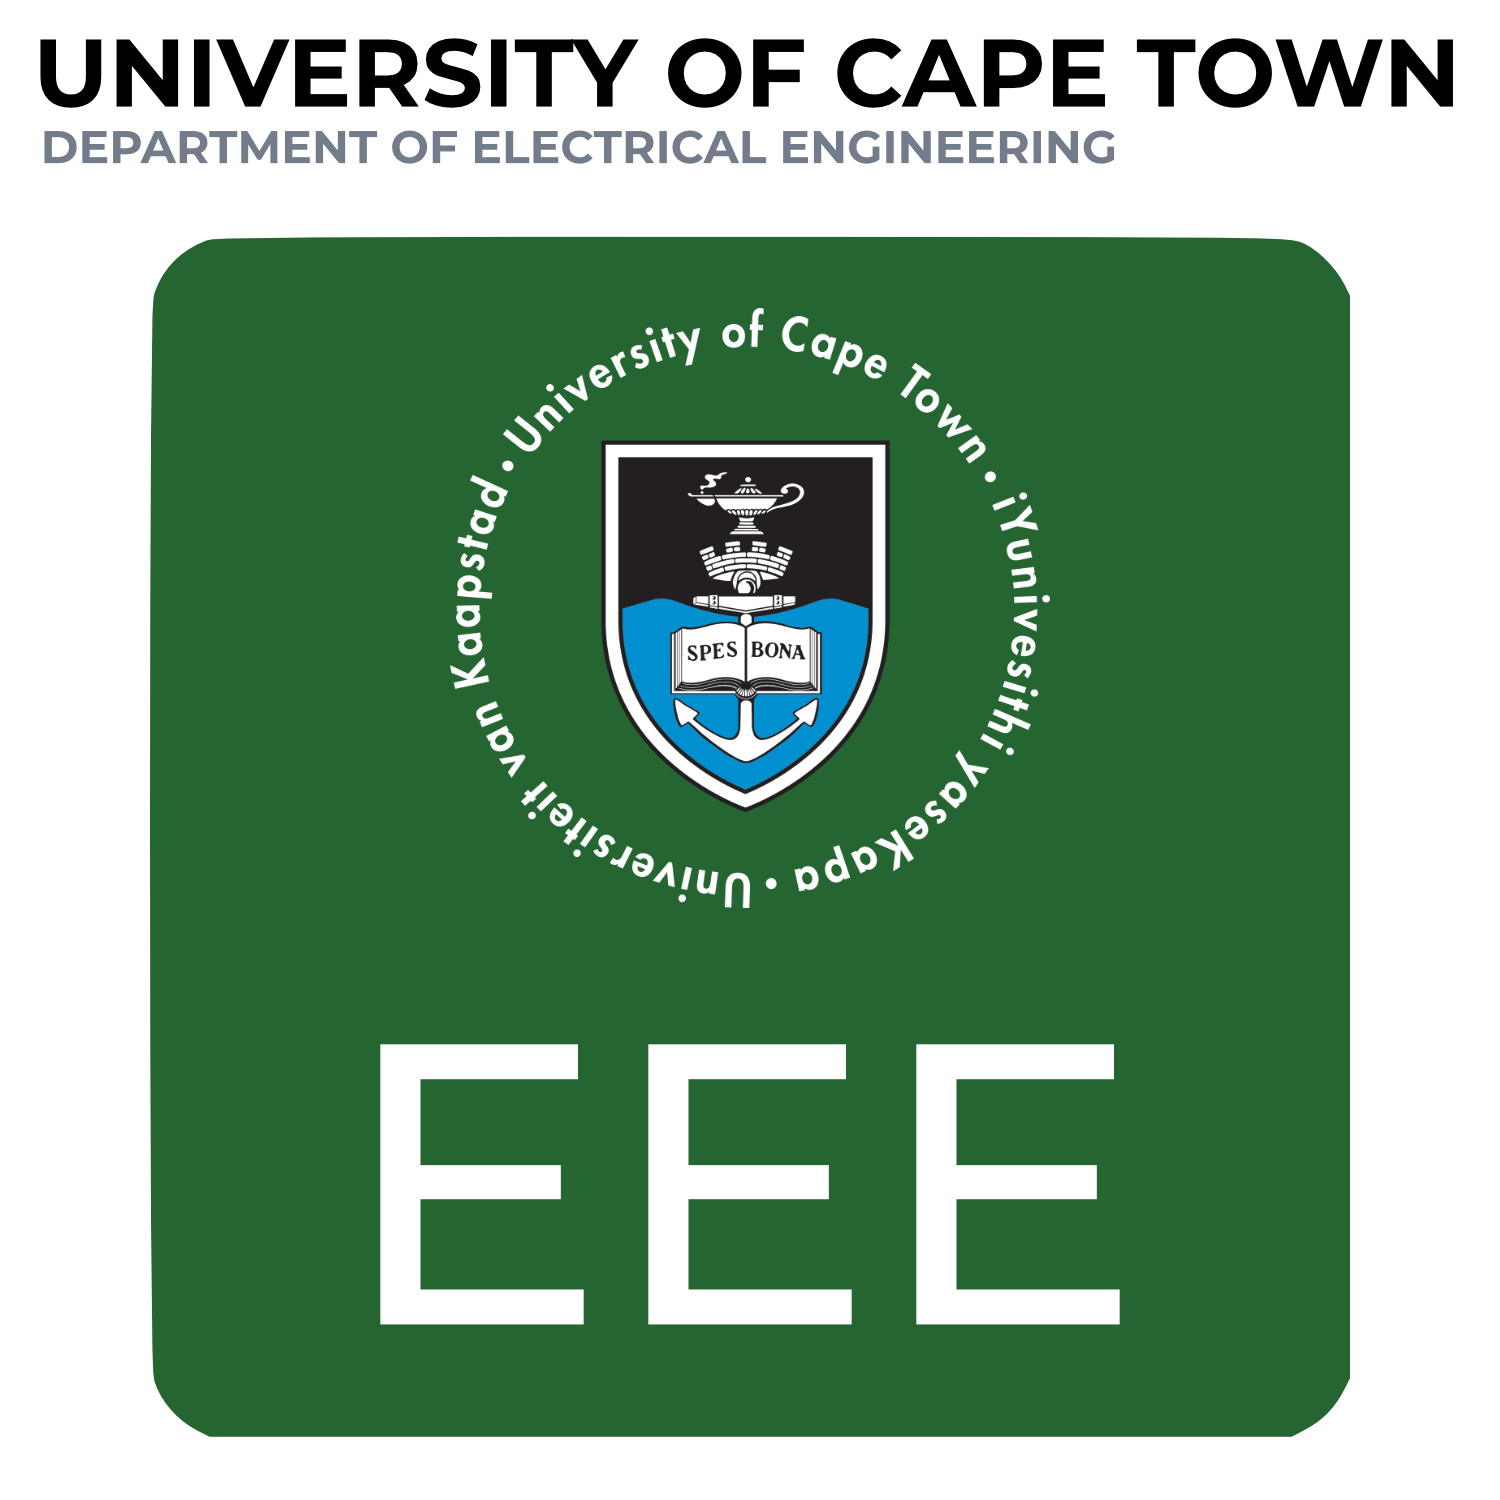 UNIVERSITY OF CAPE TOWN
DEPARTMENT OF ELECTRICAL ENGINEERING
University of Cape Town • iYunivesithi yaseKapa • Universiteit van Kaapstad •
SPES BONA
EEE